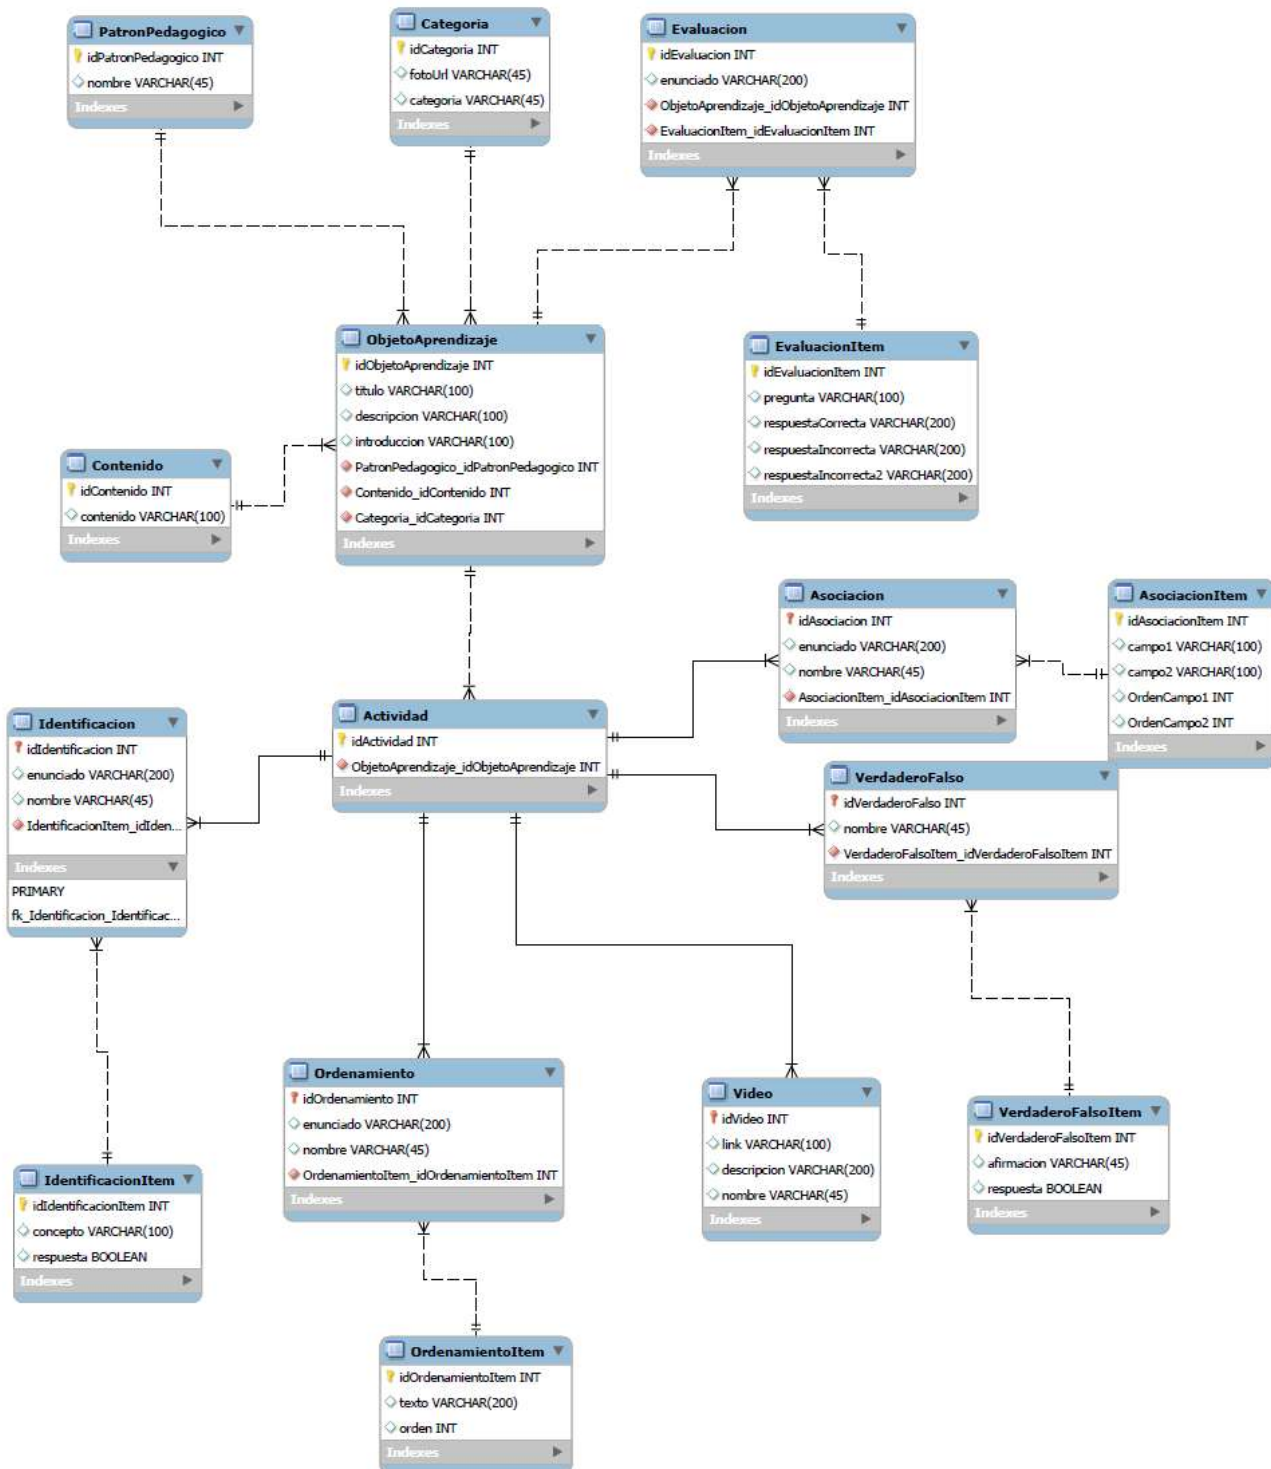 PatronPedagogico
idPatronPedagogico INT
nombre VARCHAR(45)
Indexes
Categoria
idCategoria INT
fotoUrl VARCHAR(45)
categoria VARCHAR(45)
Indexes
Evaluacion
idEvaluacion INT
enunciado VARCHAR(200)
ObjetoAprendizaje_idObjetoAprendizaje INT
EvaluacionItem_idEvaluacionItem INT
Indexes
ObjetoAprendizaje
idObjetoAprendizaje INT
titulo VARCHAR(100)
descripcion VARCHAR(100)
introduccion VARCHAR(100)
PatronPedagogico_idPatronPedagogico INT
Contenido_idContenido INT
Categoria_idCategoria INT
Indexes
EvaluacionItem
idEvaluacionItem INT
pregunta VARCHAR(100)
respuestaCorrecta VARCHAR(200)
respuestaIncorrecta VARCHAR(200)
respuestaIncorrecta2 VARCHAR(200)
Indexes
Contenido
idContenido INT
contenido VARCHAR(100)
Indexes
Asociacion
idAsociacion INT
enunciado VARCHAR(200)
nombre VARCHAR(45)
AsociacionItem_idAsociacionItem INT
Indexes
AsociacionItem
idAsociacionItem INT
campo1 VARCHAR(100)
campo2 VARCHAR(100)
OrdenCampo1 INT
OrdenCampo2 INT
Indexes
Identificacion
idIdentificacion INT
enunciado VARCHAR(200)
nombre VARCHAR(45)
IdentificacionItem_idIden...
Indexes
PRIMARY
fk_Identificacion_Identificac...
Actividad
idActividad INT
ObjetoAprendizaje_idObjetoAprendizaje INT
Indexes
VerdaderoFalso
idVerdaderoFalso INT
nombre VARCHAR(45)
VerdaderoFalsoItem_idVerdaderoFalsoItem INT
Indexes
Ordenamiento
idOrdenamiento INT
enunciado VARCHAR(200)
nombre VARCHAR(45)
OrdenamientoItem_idOrdenamientoItem INT
Indexes
Video
idVideo INT
link VARCHAR(100)
descripcion VARCHAR(200)
nombre VARCHAR(45)
Indexes
VerdaderoFalsoItem
idVerdaderoFalsoItem INT
afirmacion VARCHAR(45)
respuesta BOOLEAN
Indexes
IdentificacionItem
idIdentificacionItem INT
concepto VARCHAR(100)
respuesta BOOLEAN
Indexes
OrdenamientoItem
idOrdenamientoItem INT
texto VARCHAR(200)
orden INT
Indexes